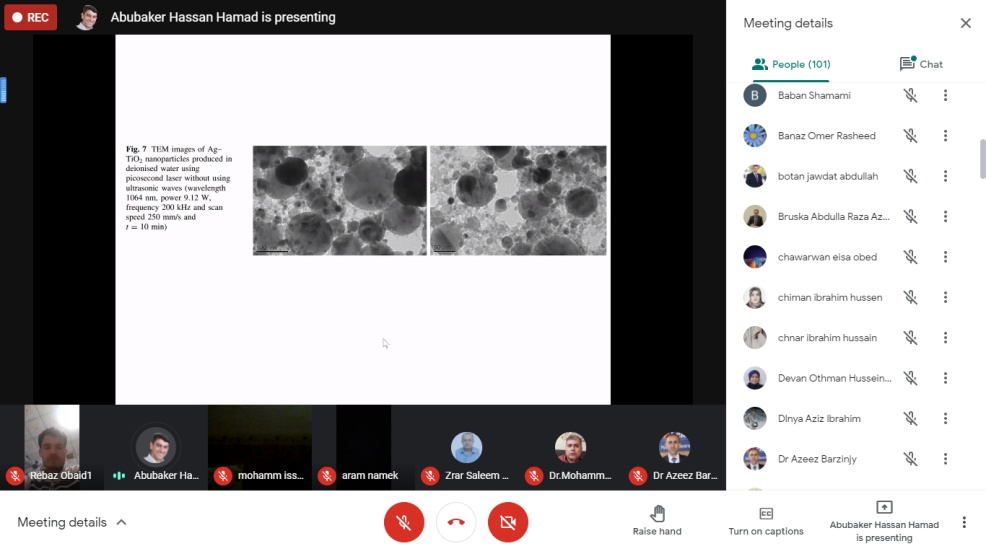 REC
Abubaker Hassan Hamad is presenting
Fig. 7 TEM images of Ag–
TiO₂ nanoparticles produced in
deionised water using
picosecond laser without using
ultrasonic waves (wavelength
1064 nm, power 9.12 W,
frequency 200 kHz and scan
speed 250 mm/s and
t = 10 min)
Rebaz Obaid1
Abubaker Ha...
mohamm iss...
aram namek
Zrar Saleem ...
Dr.Mohamm...
Dr Azeez Bar...
Meeting details
People (101)
Chat
B
Baban Shamami
Banaz Omer Rasheed
botan jawdat abdullah
Bruska Abdulla Raza Az...
chawarwan eisa obed
chiman ibrahim hussen
chnar ibrahim hussain
Devan Othman Hussein...
Dlnya Aziz Ibrahim
Dr Azeez Barzinjy
Meeting details
Raise hand
CC
Turn on captions
Abubaker Hassan Hamad
is presenting